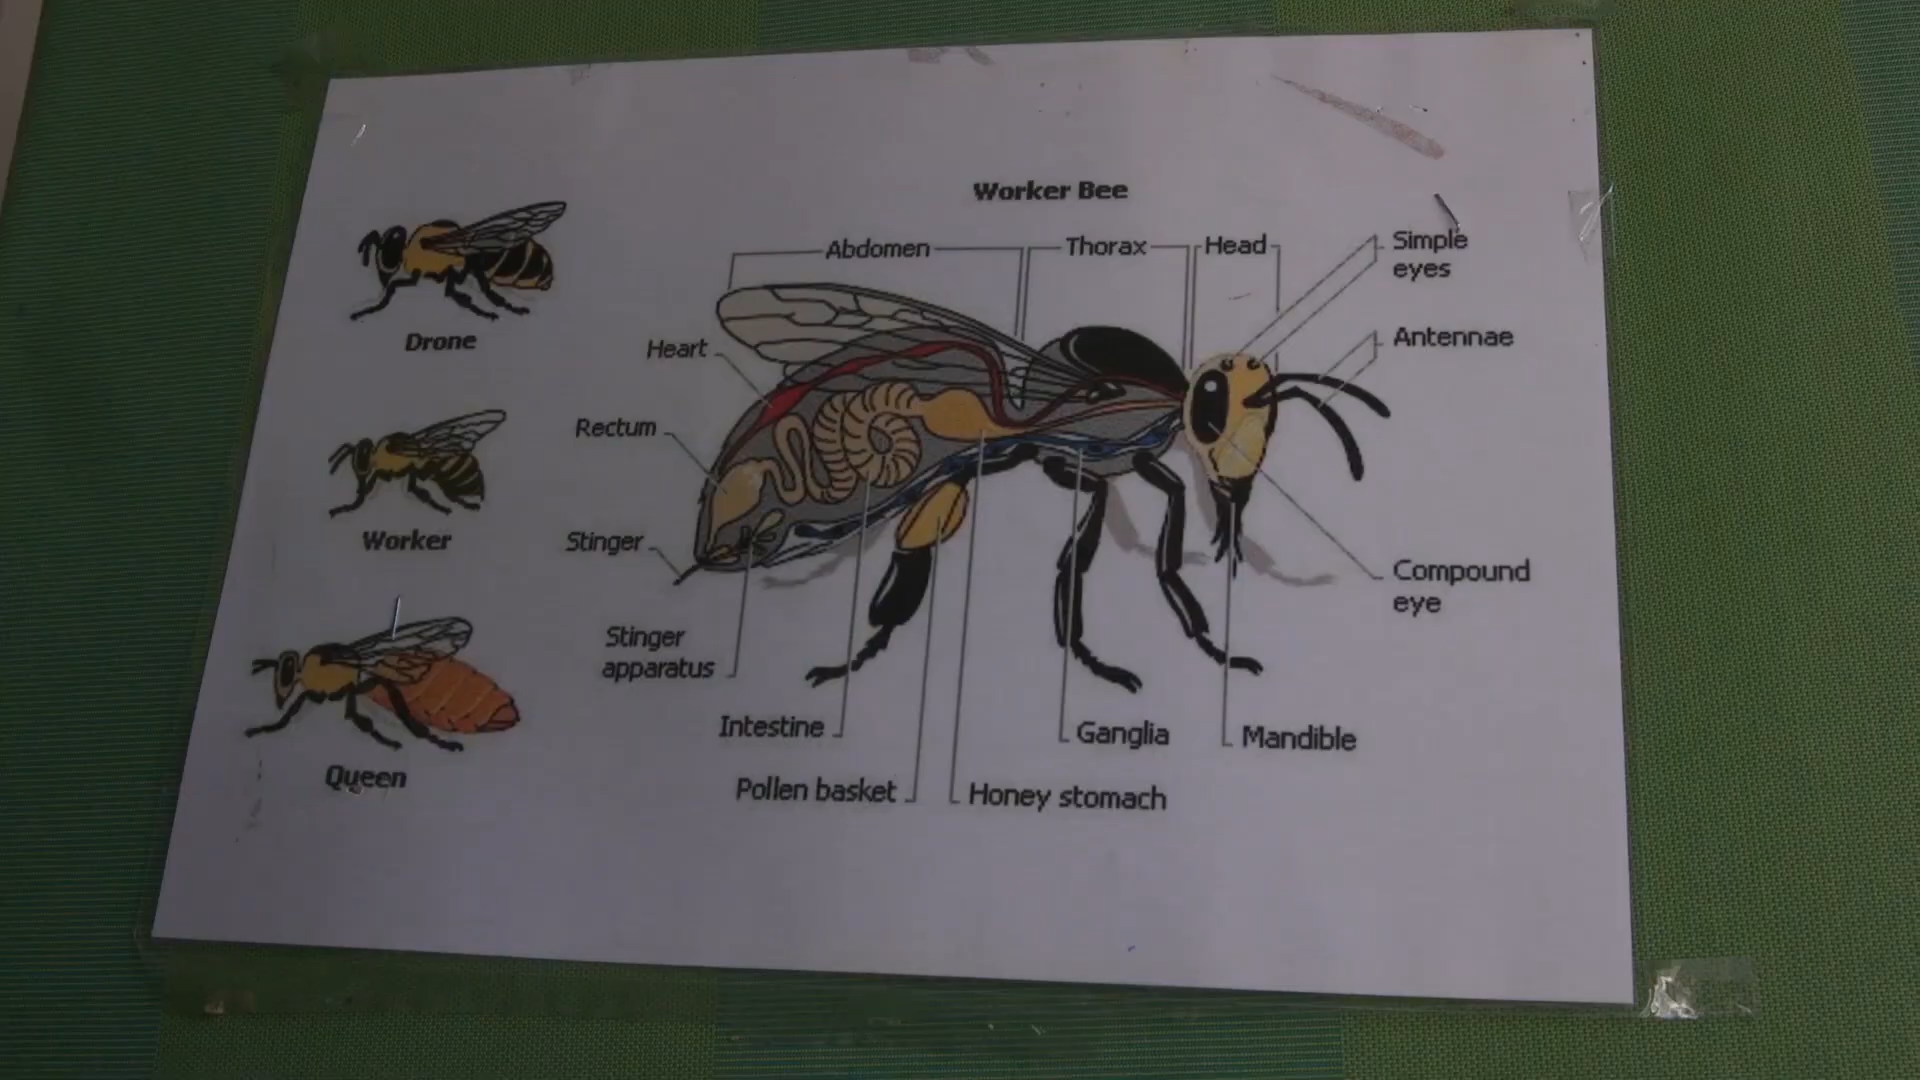 Worker Bee
Abdomen
Thorax
Head
Simple
eyes
Antennae
Heart
Drone
Rectum
Worker
Stinger
Compound
eye
Stinger
apparatus
Intestine
Ganglia
Mandible
Queen
Pollen basket
Honey stomach